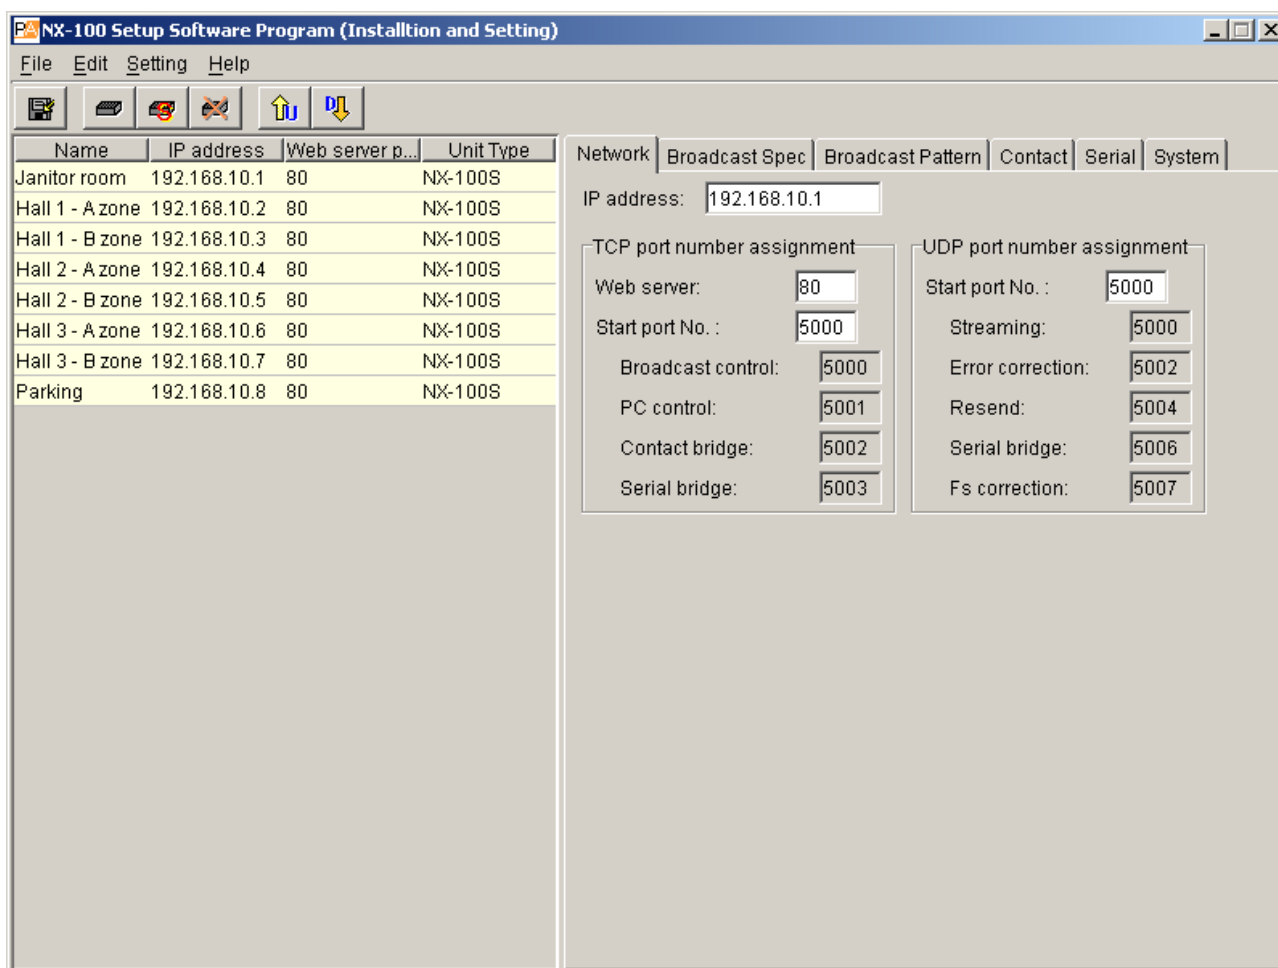 PA NX-100 Setup Software Program (Installtion and Setting)
File Edit Setting Help
U D
Name IP address Web server p... Unit Type
Janitor room 192.168.10.1 80 NX-100S
Hall 1 - A zone 192.168.10.2 80 NX-100S
Hall 1 - B zone 192.168.10.3 80 NX-100S
Hall 2 - A zone 192.168.10.4 80 NX-100S
Hall 2 - B zone 192.168.10.5 80 NX-100S
Hall 3 - A zone 192.168.10.6 80 NX-100S
Hall 3 - B zone 192.168.10.7 80 NX-100S
Parking 192.168.10.8 80 NX-100S
Network Broadcast Spec Broadcast Pattern Contact Serial System
IP address: 192.168.10.1
TCP port number assignment
Web server: 80
Start port No. : 5000
Broadcast control: 5000
PC control: 5001
Contact bridge: 5002
Serial bridge: 5003
UDP port number assignment
Start port No. : 5000
Streaming: 5000
Error correction: 5002
Resend: 5004
Serial bridge: 5006
Fs correction: 5007